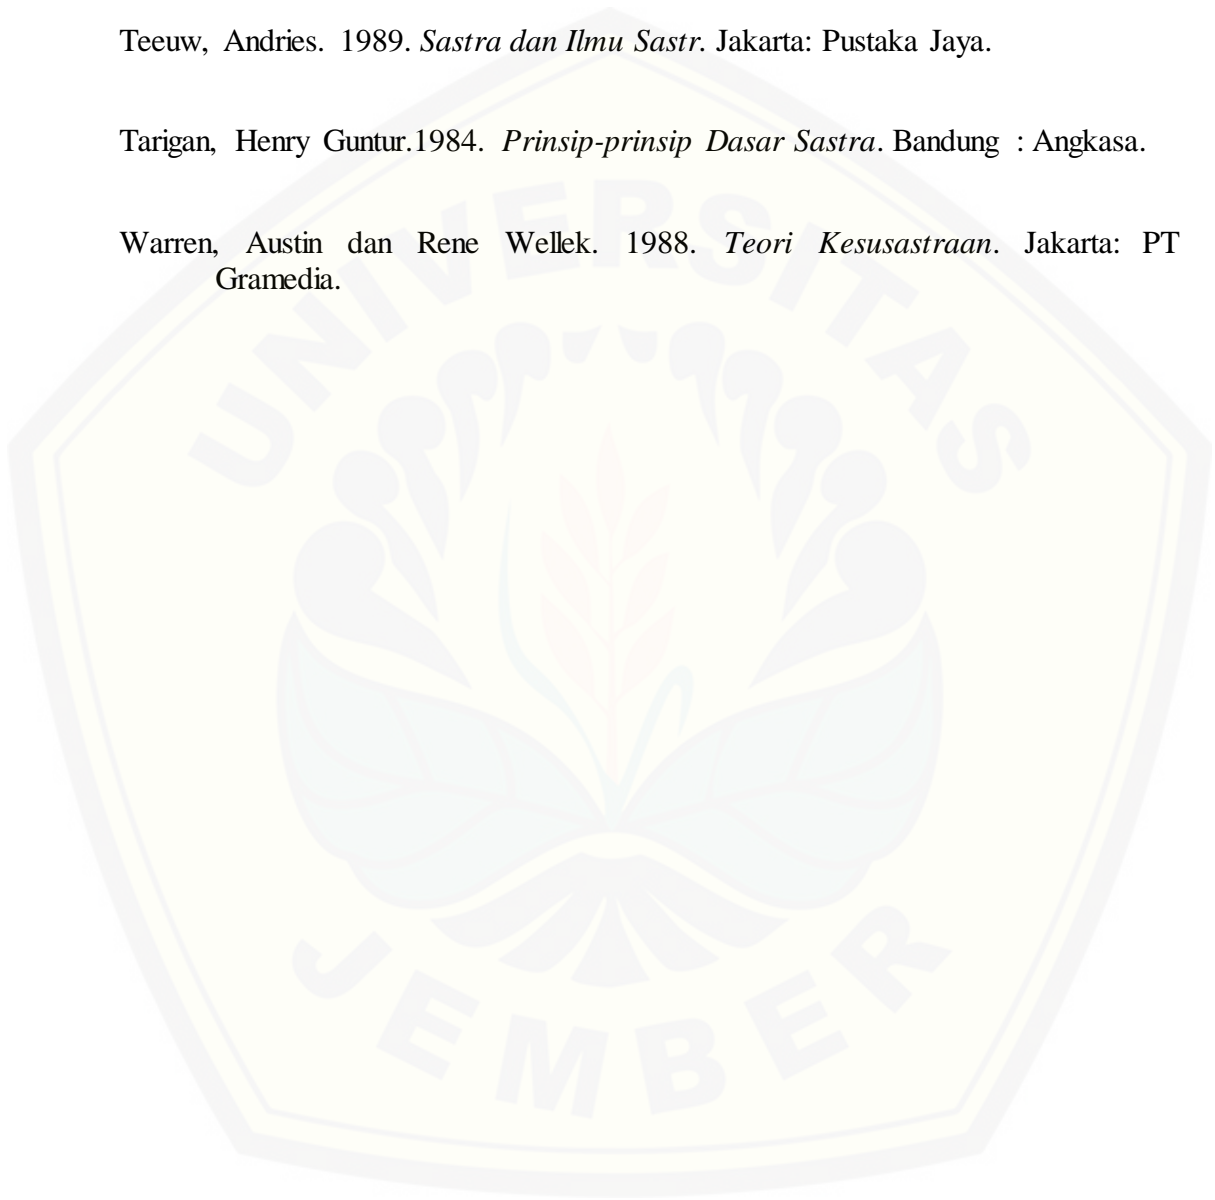 Teeuw, Andries. 1989. Sastra dan Ilmu Sastr. Jakarta: Pustaka Jaya.
Tarigan, Henry Guntur.1984. Prinsip-prinsip Dasar Sastra. Bandung : Angkasa.
Warren, Austin dan Rene Wellek. 1988. Teori Kesusastraan. Jakarta: PT
Gramedia.
UNIVERSITAS
JEMBER